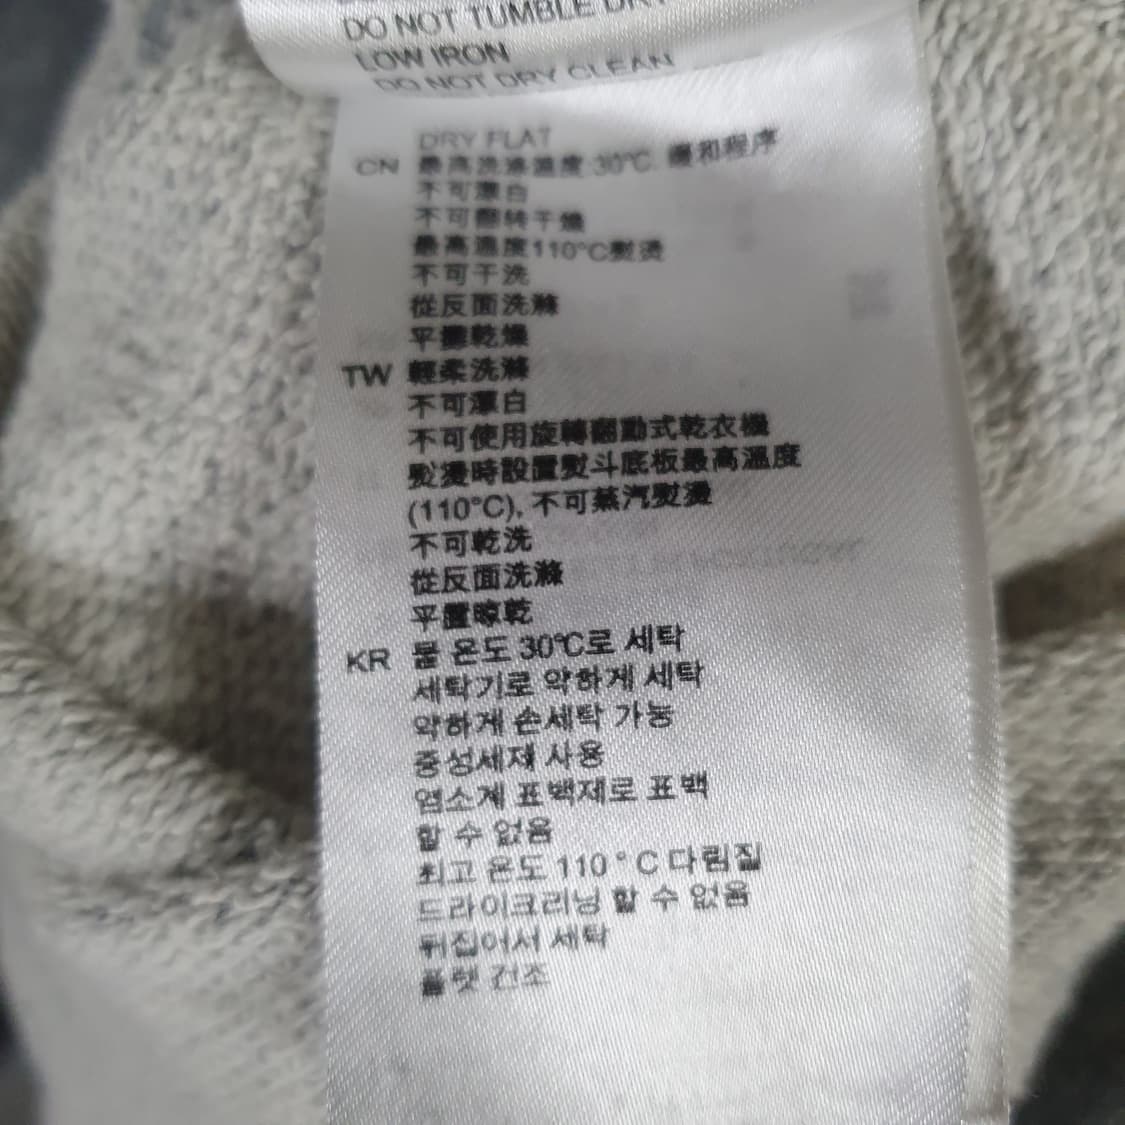 DO NOT TUMBLE DRY
LOW IRON
DO NOT DRY CLEAN
DRY FLAT
CN 最高洗滌溫度30℃ 緩和程序
不可漂白
不可翻转干燥
最高溫度110°C熨燙
不可干洗
從反面洗滌
平攤乾燥
TW 輕柔洗滌
不可漂白
不可使用旋轉翻動式乾衣機
熨燙時設置熨斗底板最高溫度
(110°C), 不可蒸汽熨燙
不可乾洗
從反面洗滌
平攤晾乾
KR 물 온도 30℃로 세탁
세탁기로 약하게 세탁
약하게 손세탁 가능
중성세제 사용
염소계 표백제로 표백
할 수 없음
최고 온도 110 ° C 다림질
드라이크리닝 할 수 없음
뒤집어서 세탁
플랫 건조